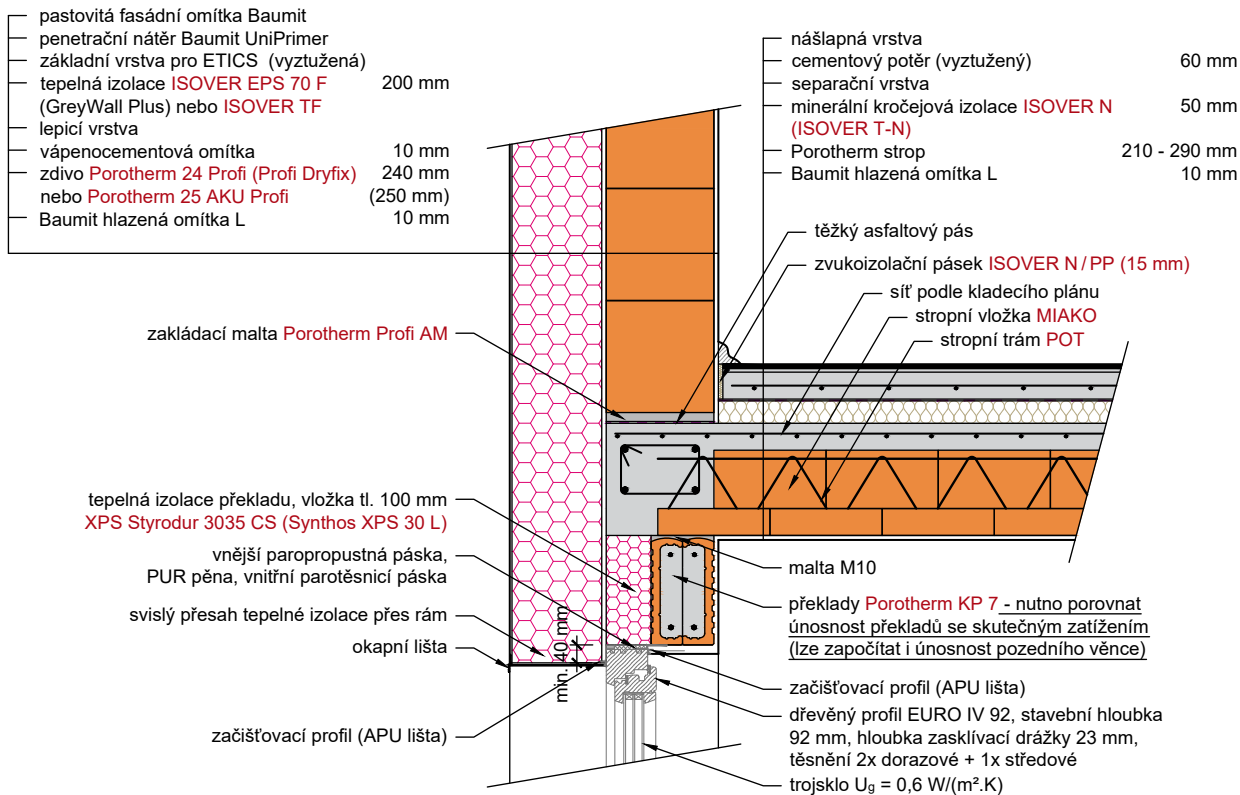 pastovitá fasádní omítka Baumit
penetrační nátěr Baumit UniPrimer
základní vrstva pro ETICS (vyztužená)
tepelná izolace ISOVER EPS 70 F 200 mm
(GreyWall Plus) nebo ISOVER TF
lepicí vrstva
vápenocementová omítka 10 mm
zdivo Porotherm 24 Profi (Profi Dryfix) 240 mm
nebo Porotherm 25 AKU Profi (250 mm)
Baumit hlazená omítka L 10 mm
nášlapná vrstva
cementový potěr (vyztužený) 60 mm
separační vrstva
minerální kročejová izolace ISOVER N 50 mm
(ISOVER T-N)
Porotherm strop 210 - 290 mm
Baumit hlazená omítka L 10 mm
těžký asfaltový pás
zvukoizolační pásek ISOVER N / PP (15 mm)
síť podle kladecího plánu
stropní vložka MIAKO
stropní trám POT
zakládací malta Porotherm Profi AM
tepelná izolace překladu, vložka tl. 100 mm
XPS Styrodur 3035 CS (Synthos XPS 30 L)
vnější paropropustná páska,
PUR pěna, vnitřní parotěsnicí páska
svislý přesah tepelné izolace přes rám
okapní lišta
min. 40 mm
začišťovací profil (APU lišta)
malta M10
překlady Porotherm KP 7 - nutno porovnat
únosnost překladů se skutečným zatížením
(lze započítat i únosnost pozedního věnce)
začišťovací profil (APU lišta)
dřevěný profil EURO IV 92, stavební hloubka
92 mm, hloubka zasklívací drážky 23 mm,
těsnění 2x dorazové + 1x středové
trojsklo Ug = 0,6 W/(m².K)